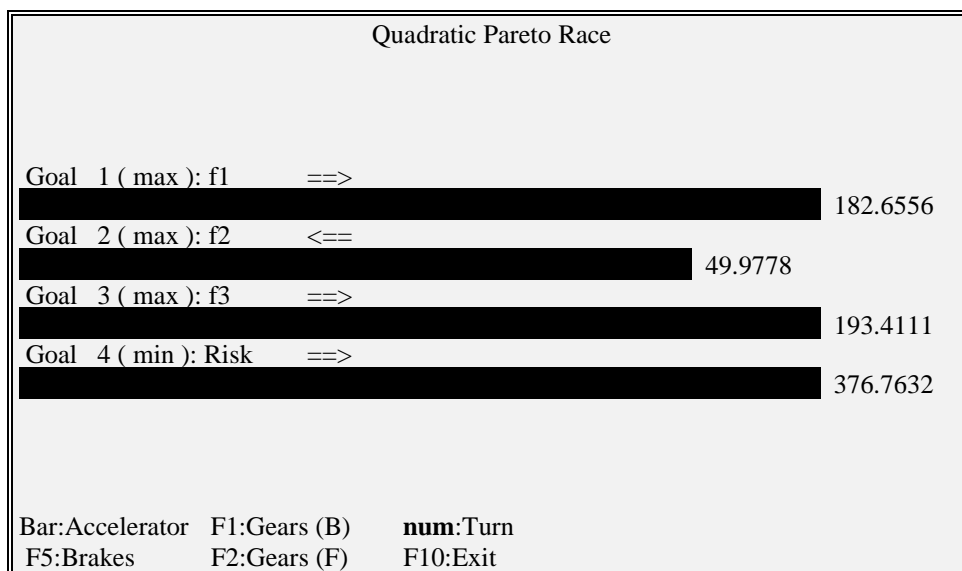 Quadratic Pareto Race
Goal 1 ( max ): f1 ==>
182.6556
Goal 2 ( max ): f2 <==
49.9778
Goal 3 ( max ): f3 ==>
193.4111
Goal 4 ( min ): Risk ==>
376.7632
Bar:Accelerator F1:Gears (B) num:Turn
F5:Brakes F2:Gears (F) F10:Exit